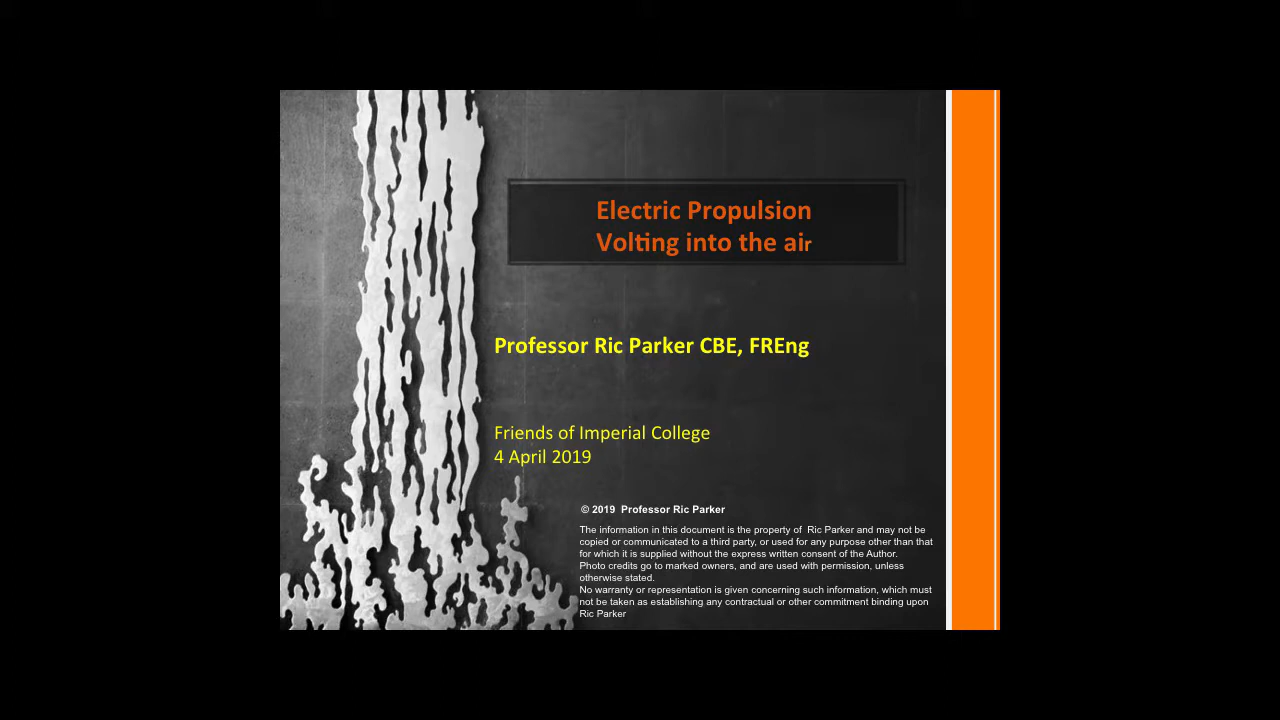 Electric Propulsion
Volting into the air
Professor Ric Parker CBE, FREng
Friends of Imperial College
4 April 2019
© 2019  Professor Ric Parker
The information in this document is the property of  Ric Parker and may not be
copied or communicated to a third party, or used for any purpose other than that
for which it is supplied without the express written consent of the Author.
Photo credits go to marked owners, and are used with permission, unless
otherwise stated.
No warranty or representation is given concerning such information, which must
not be taken as establishing any contractual or other commitment binding upon
Ric Parker